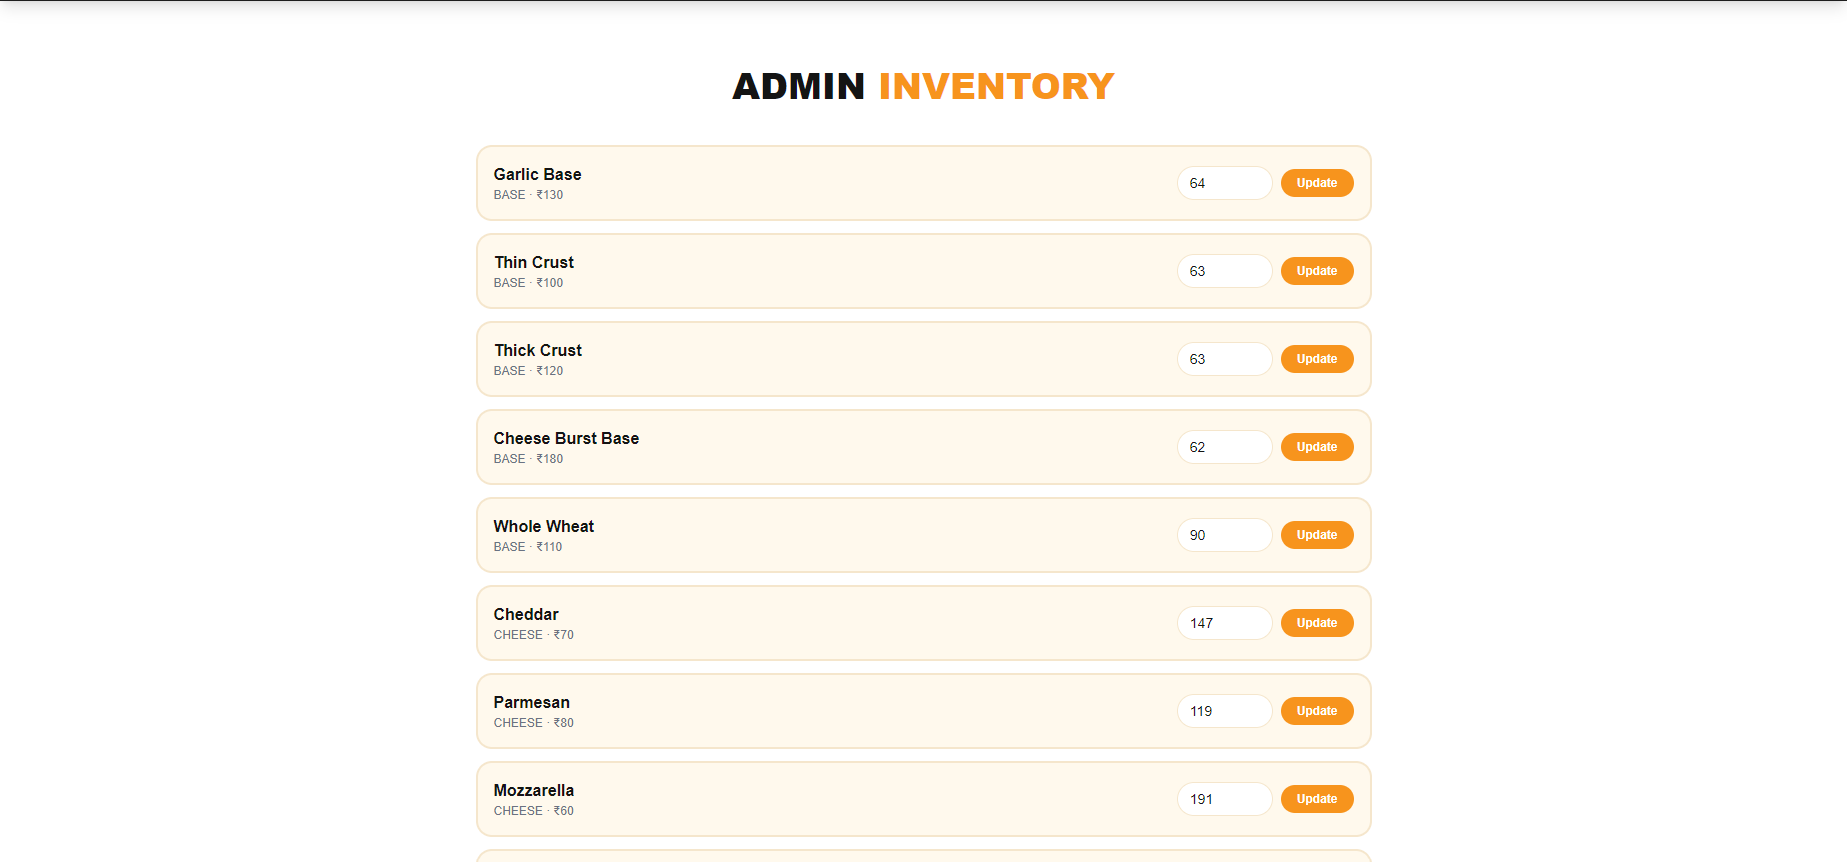 ADMIN INVENTORY
Garlic Base
BASE · ₹130
64
Update
Thin Crust
BASE · ₹100
63
Update
Thick Crust
BASE · ₹120
63
Update
Cheese Burst Base
BASE · ₹180
62
Update
Whole Wheat
BASE · ₹110
90
Update
Cheddar
CHEESE · ₹70
147
Update
Parmesan
CHEESE · ₹80
119
Update
Mozzarella
CHEESE · ₹60
191
Update